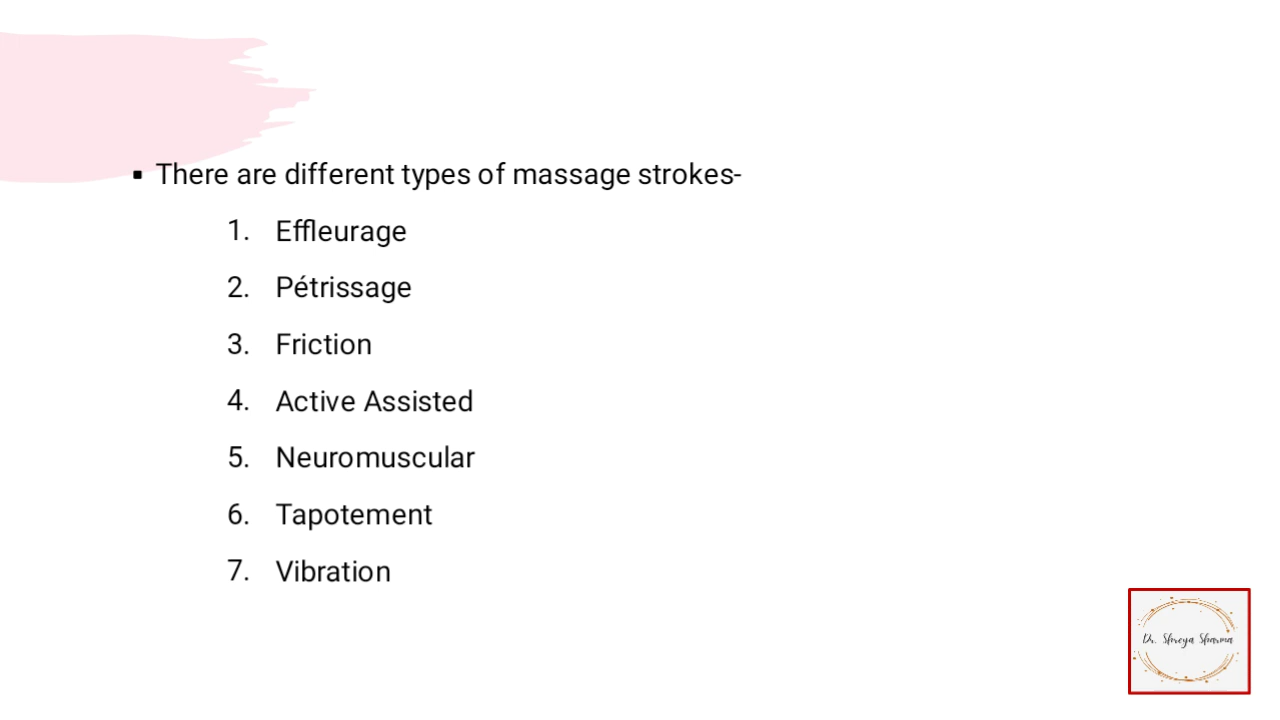 ▪ There are different types of massage strokes-
1. Effleurage
2. Pétrissage
3. Friction
4. Active Assisted
5. Neuromuscular
6. Tapotement
7. Vibration
Dr. Shreya Sharma